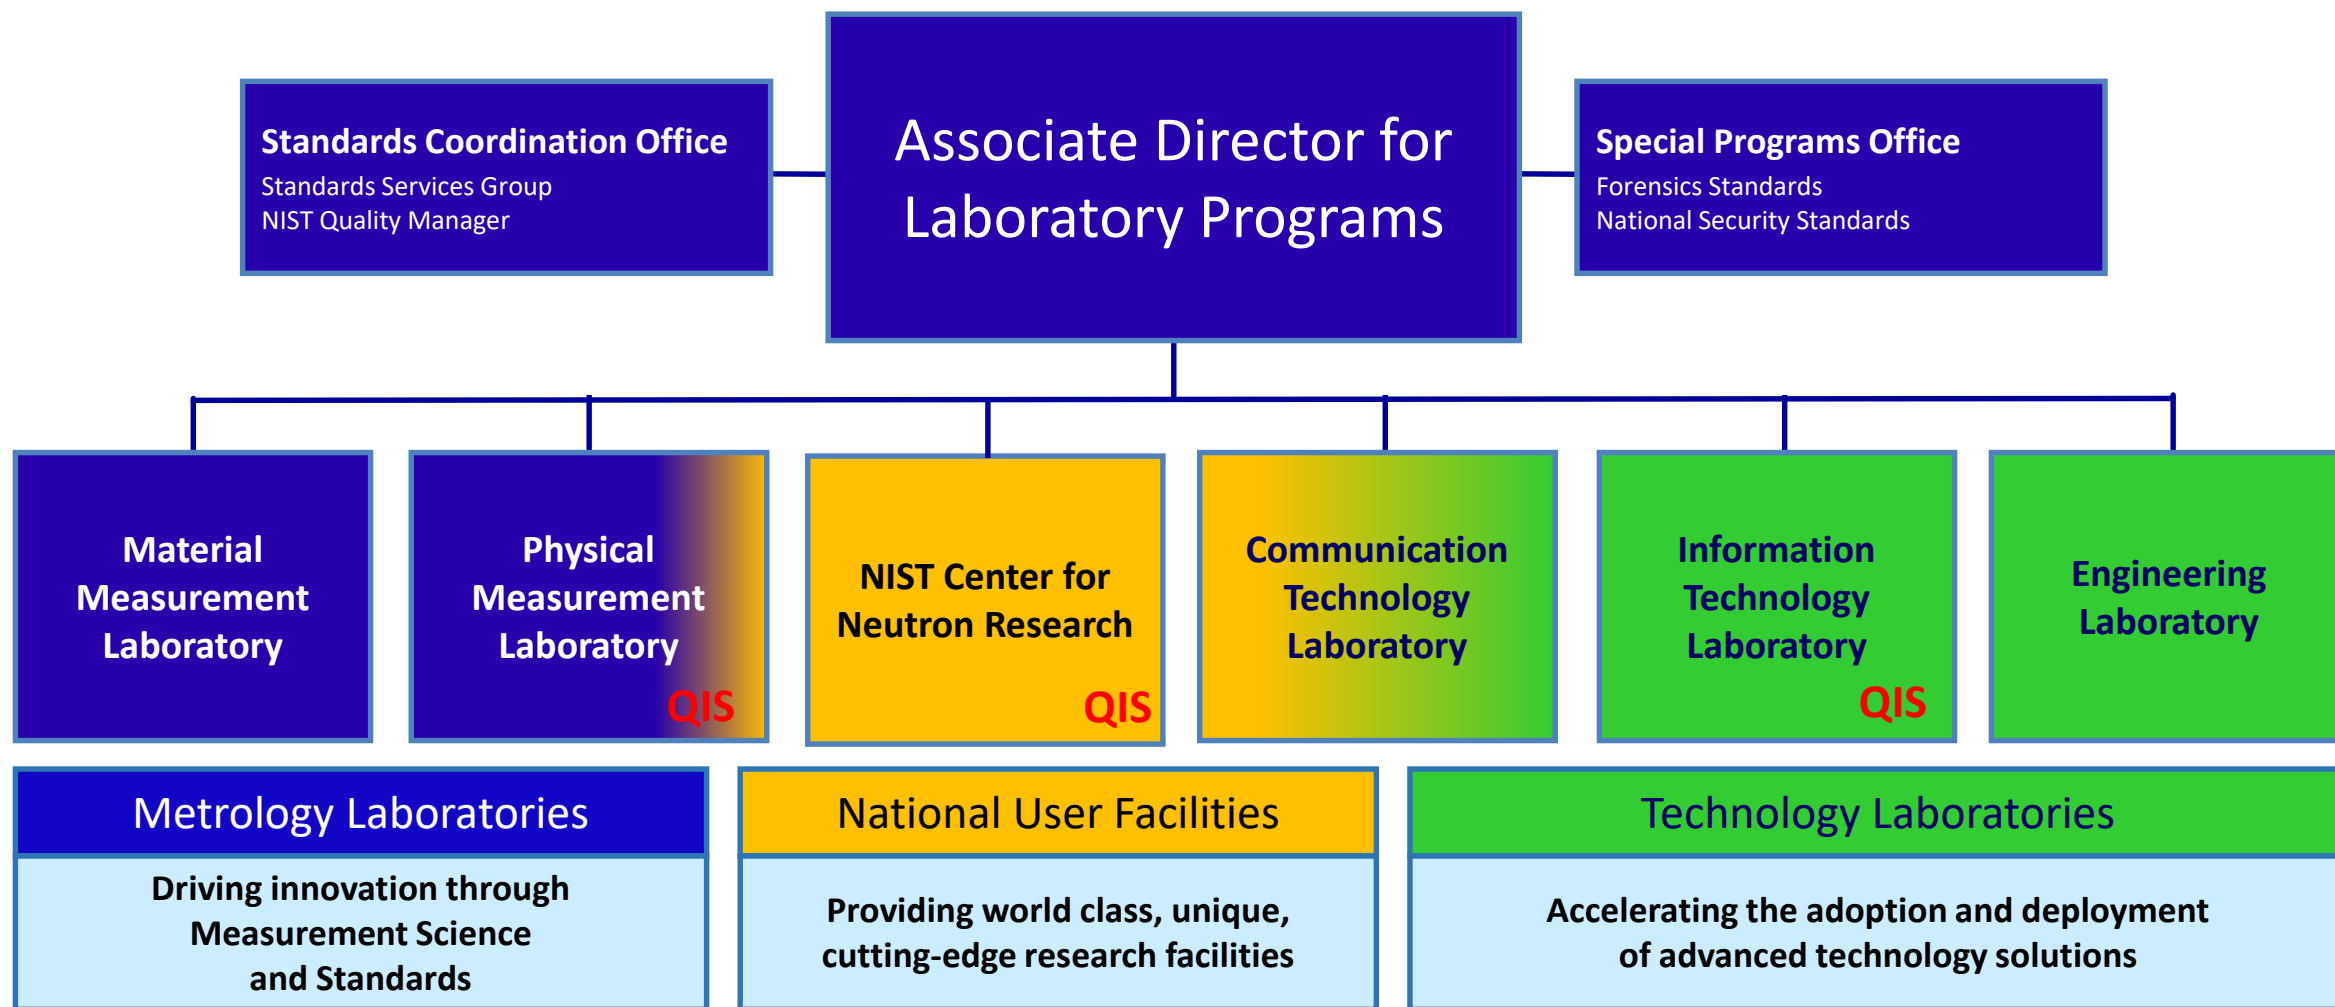 Standards Coordination Office
Standards Services Group
NIST Quality Manager
Associate Director for
Laboratory Programs
Special Programs Office
Forensics Standards
National Security Standards
Material
Measurement
Laboratory
Physical
Measurement
Laboratory
QIS
NIST Center for
Neutron Research
QIS
Communication
Technology
Laboratory
Information
Technology
Laboratory
QIS
Engineering
Laboratory
Metrology Laboratories
Driving innovation through
Measurement Science
and Standards
National User Facilities
Providing world class, unique,
cutting-edge research facilities
Technology Laboratories
Accelerating the adoption and deployment
of advanced technology solutions